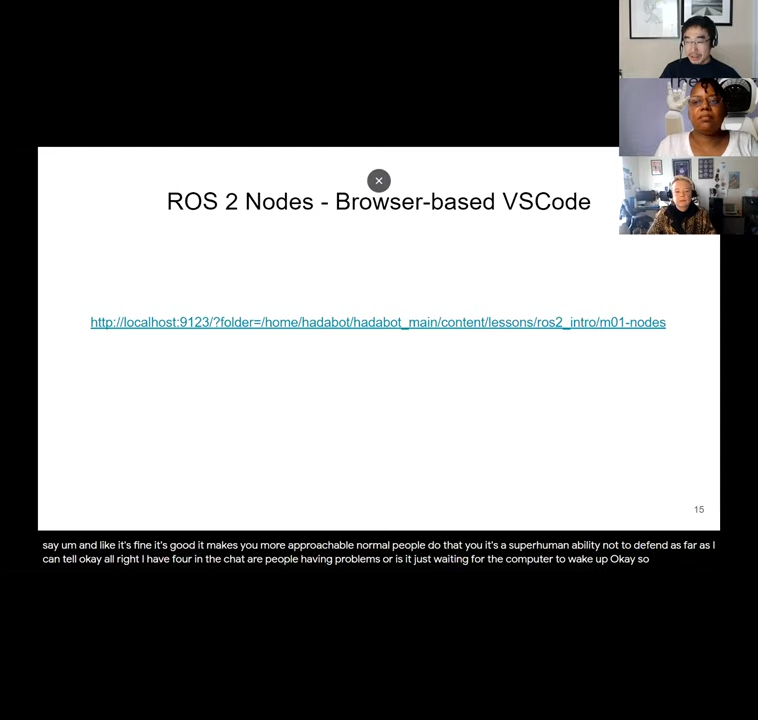 The
ROS 2 Nodes - Browser-based VSCode
http://localhost:9123/?folder=/home/hadabot/hadabot_main/content/lessons/ros2_intro/m01-nodes
15
say um and like it's fine it's good it makes you more approachable normal people do that you it's a superhuman ability not to defend as far as I
can tell okay all right I have four in the chat are people having problems or is it just waiting for the computer to wake up Okay so